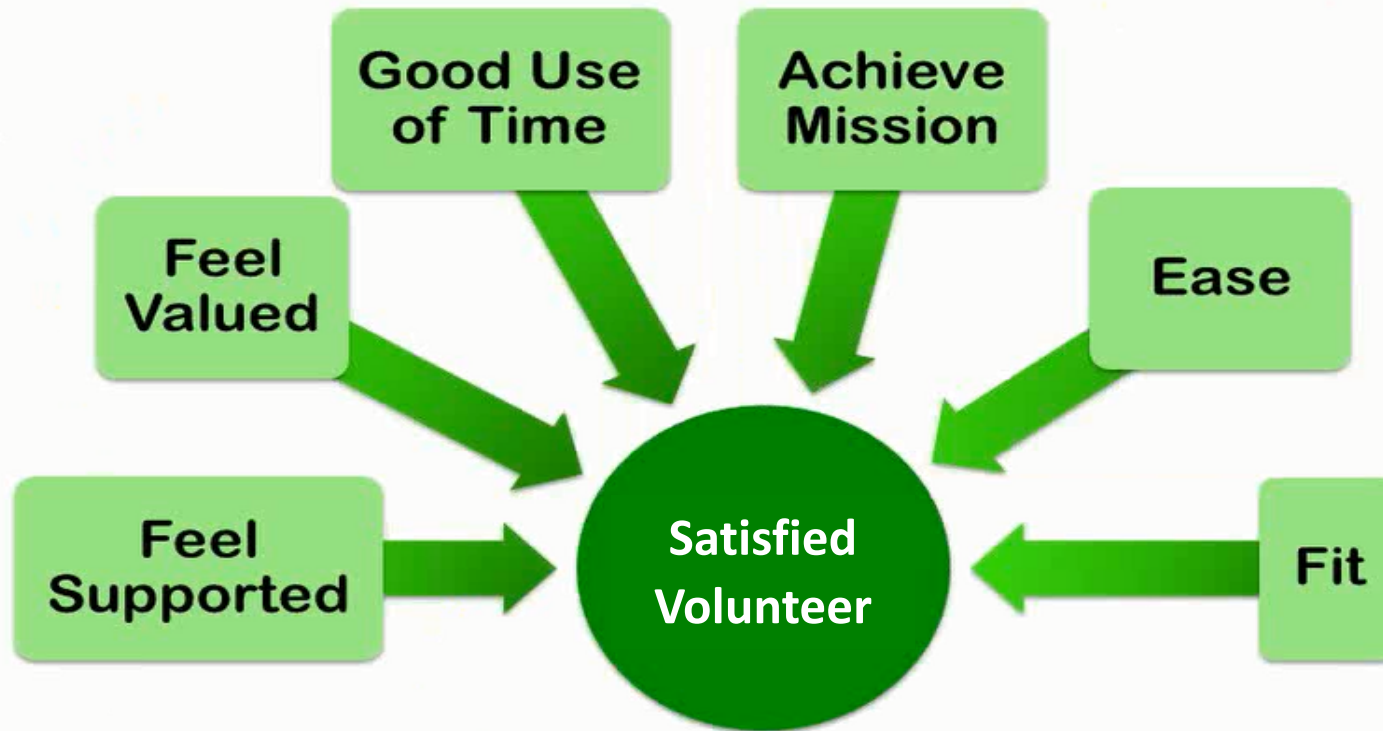 Good Use
of Time
Achieve
Mission
Feel
Valued
Ease
Feel
Supported
Satisfied
Volunteer
Fit